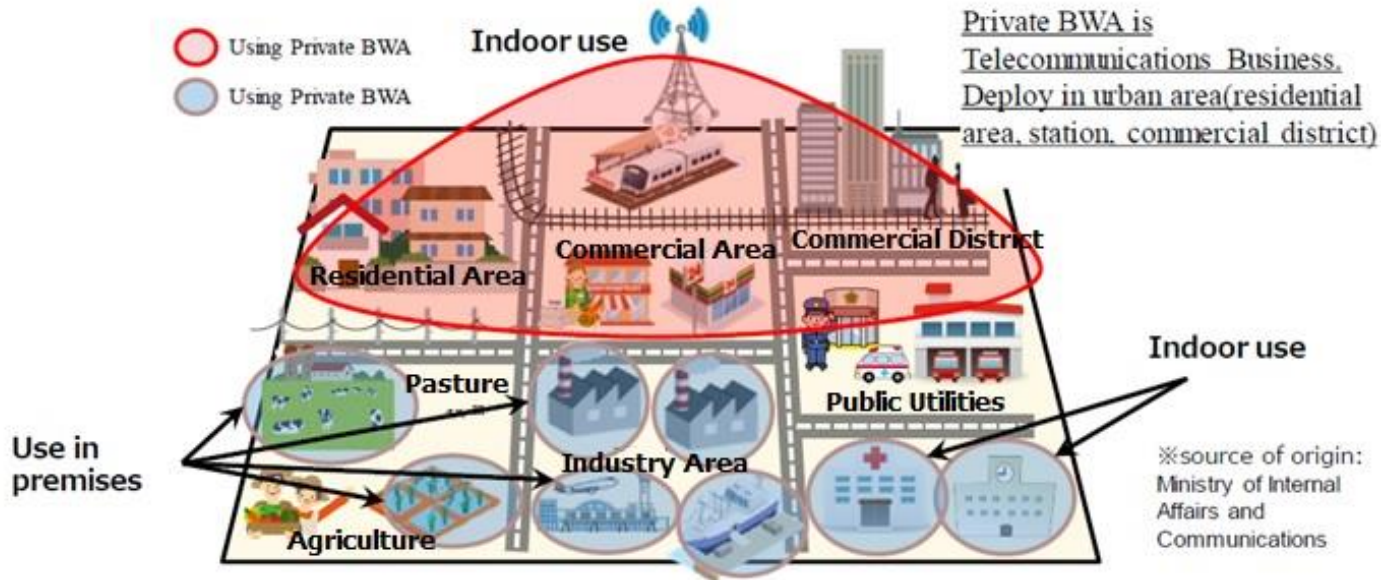 Using Private BWA
Using Private BWA
Indoor use
Private BWA is
Telecommunications Business.
Deploy in urban area(residential
area, station, commercial district)
Residential Area
Commercial Area
Commercial District
Pasture
Public Utilities
Indoor use
Use in
premises
Industry Area
Agriculture
※source of origin:
Ministry of Internal
Affairs and
Communications